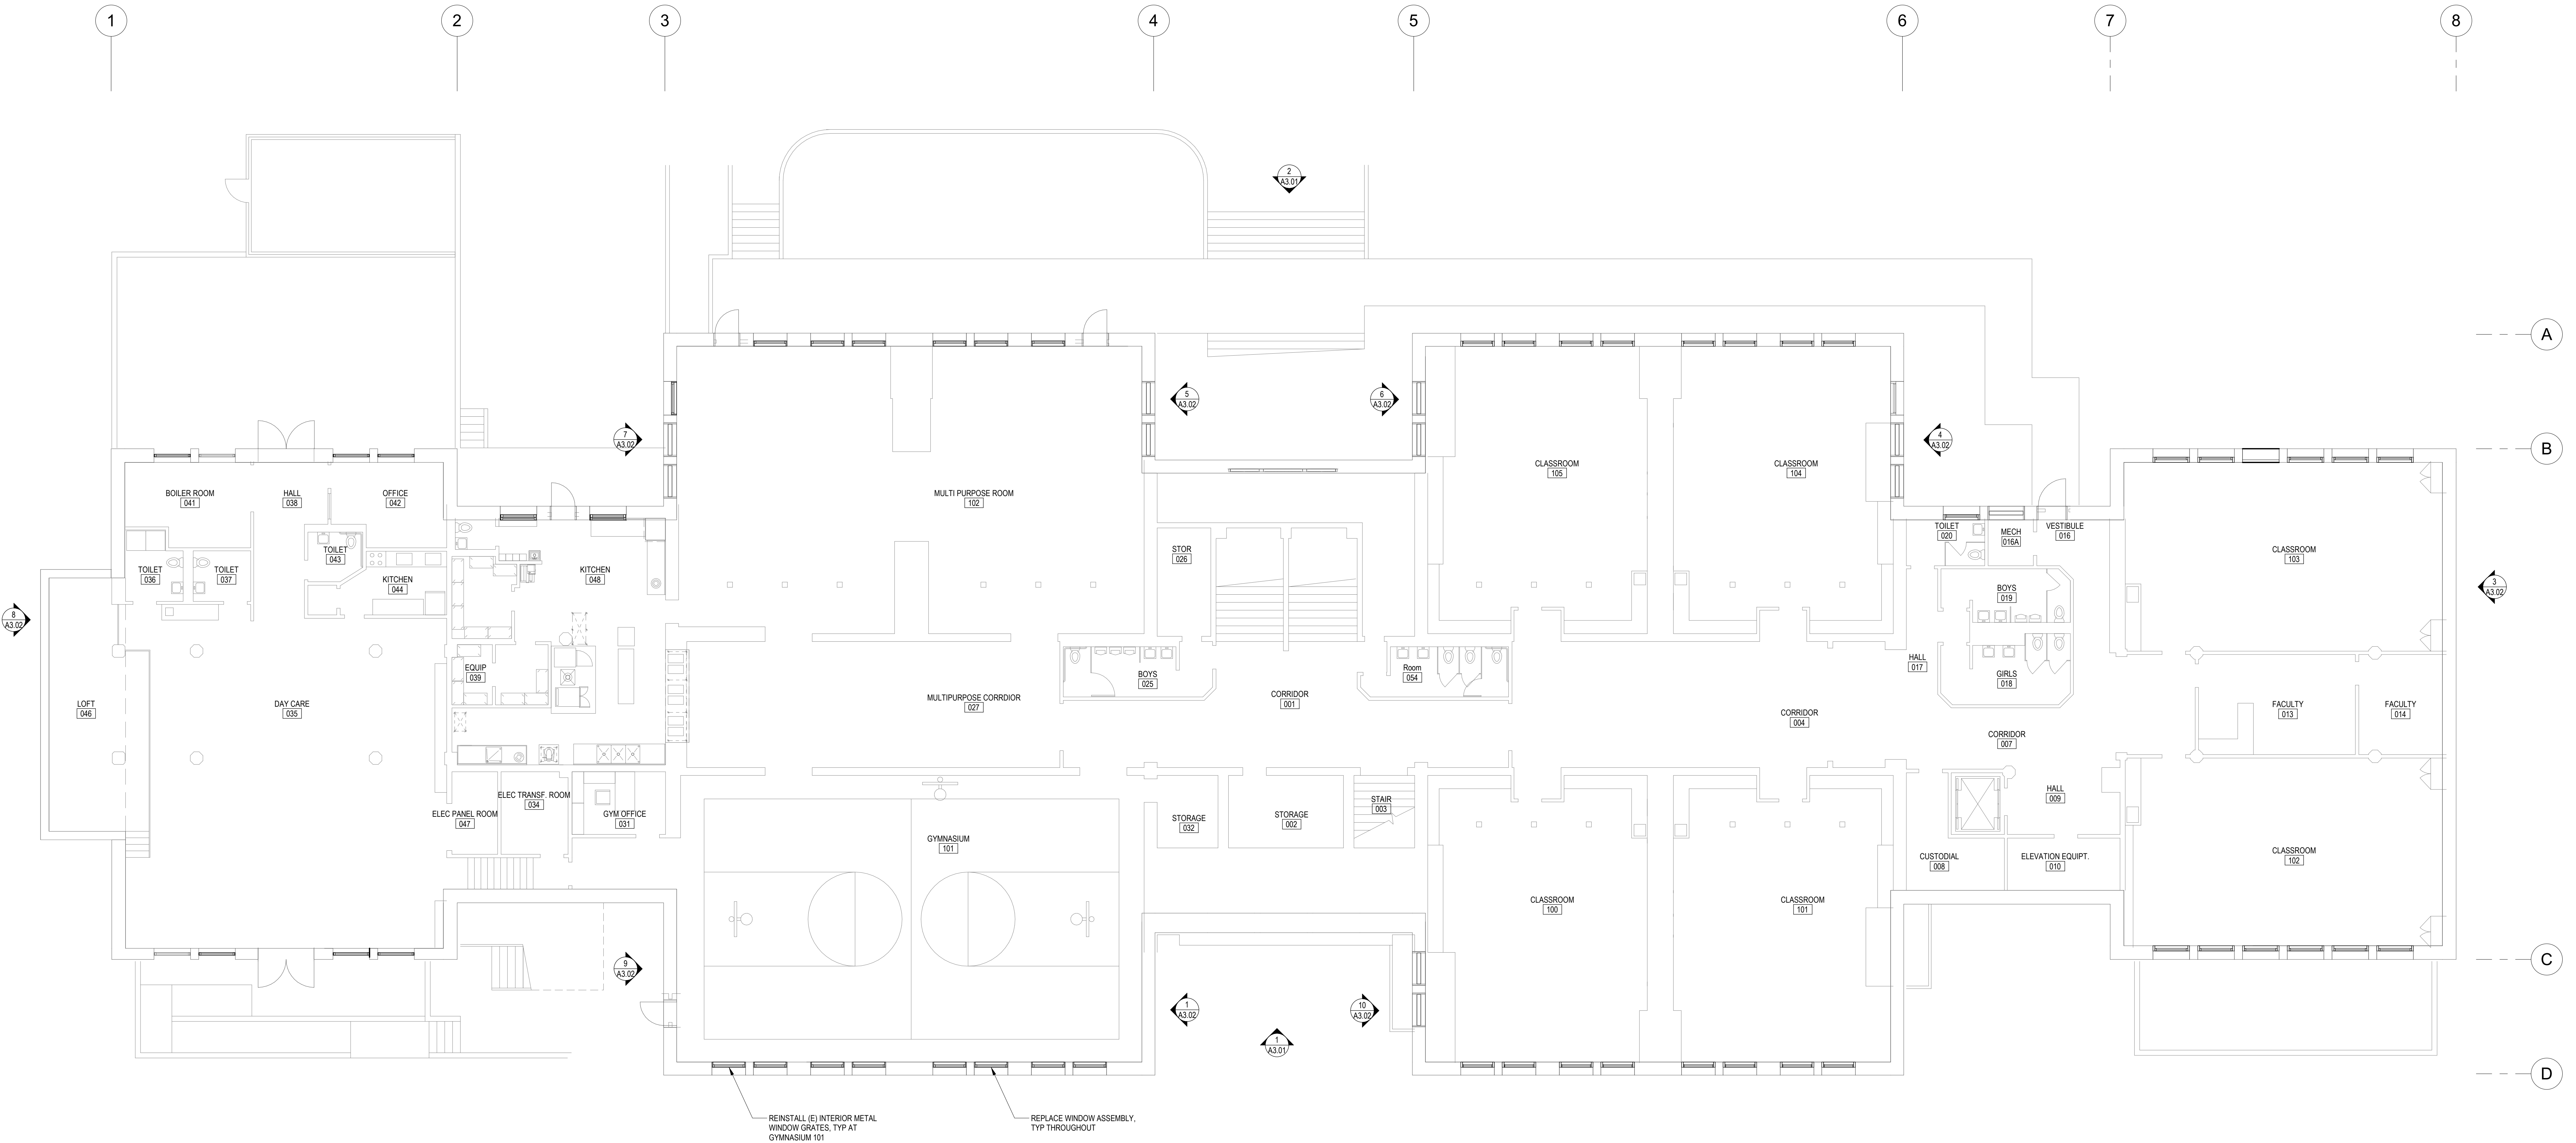 1
2
3
4
5
6
7
8
2
A3.01
A
5
A3.02
6
A3.02
7
A3.02
4
A3.02
B
BOILER ROOM
041
HALL
038
OFFICE
042
MULTI PURPOSE ROOM
102
CLASSROOM
105
CLASSROOM
104
TOILET
020
MECH
016A
VESTIBULE
016
TOILET
043
STOR
026
CLASSROOM
103
TOILET
036
TOILET
037
KITCHEN
044
KITCHEN
048
BOYS
019
3
A3.02
8
A3.02
EQUIP
039
BOYS
025
Room
054
HALL
017
GIRLS
018
LOFT
046
DAY CARE
035
MULTIPURPOSE CORRDIOR
027
CORRIDOR
001
CORRIDOR
004
FACULTY
013
FACULTY
014
CORRIDOR
007
ELEC TRANSF. ROOM
034
ELEC PANEL ROOM
047
GYM OFFICE
031
STAIR
003
HALL
009
STORAGE
032
STORAGE
002
GYMNASIUM
101
CUSTODIAL
008
ELEVATION EQUIPT.
010
CLASSROOM
102
CLASSROOM
100
CLASSROOM
101
9
A3.02
C
1
A3.02
10
A3.02
1
A3.01
D
REINSTALL (E) INTERIOR METAL
WINDOW GRATES, TYP AT
GYMNASIUM 101
REPLACE WINDOW ASSEMBLY,
TYP THROUGHOUT